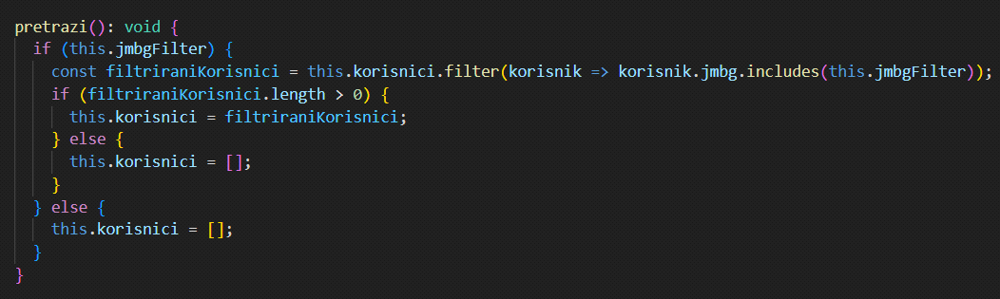 pretrazi(): void {
  if (this.jmbgFilter) {
    const filtriraniKorisnici = this.korisnici.filter(korisnik => korisnik.jmbg.includes(this.jmbgFilter));
    if (filtriraniKorisnici.length > 0) {
      this.korisnici = filtriraniKorisnici;
    } else {
      this.korisnici = [];
    }
  } else {
    this.korisnici = [];
  }
}